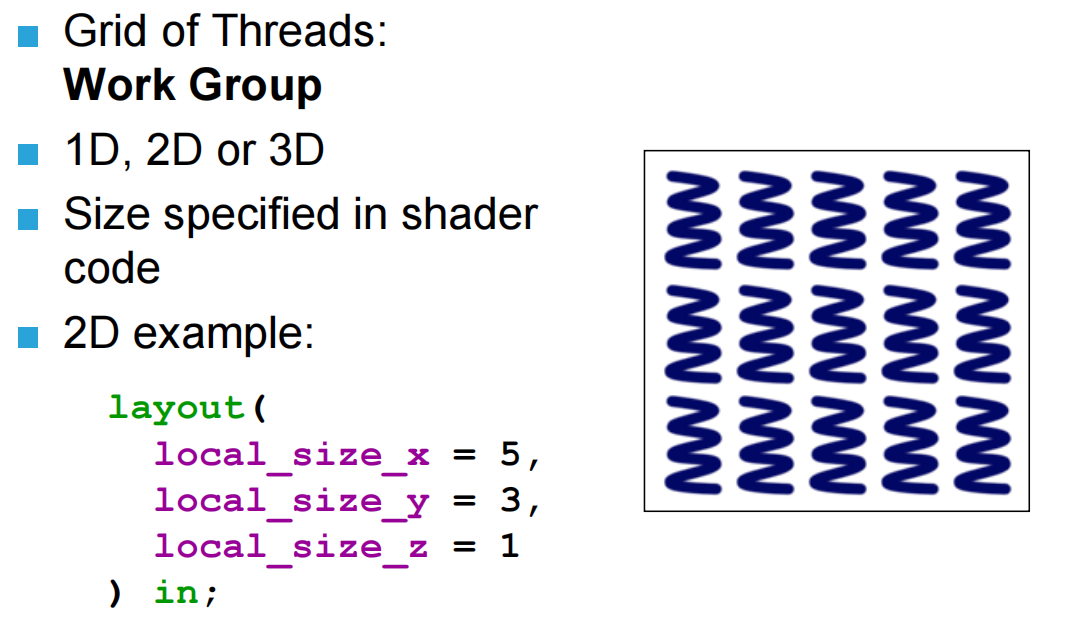 Grid of Threads:
Work Group
1D, 2D or 3D
Size specified in shader
code
2D example:
layout(
local_size_x = 5,
local_size_y = 3,
local_size_z = 1
) in;